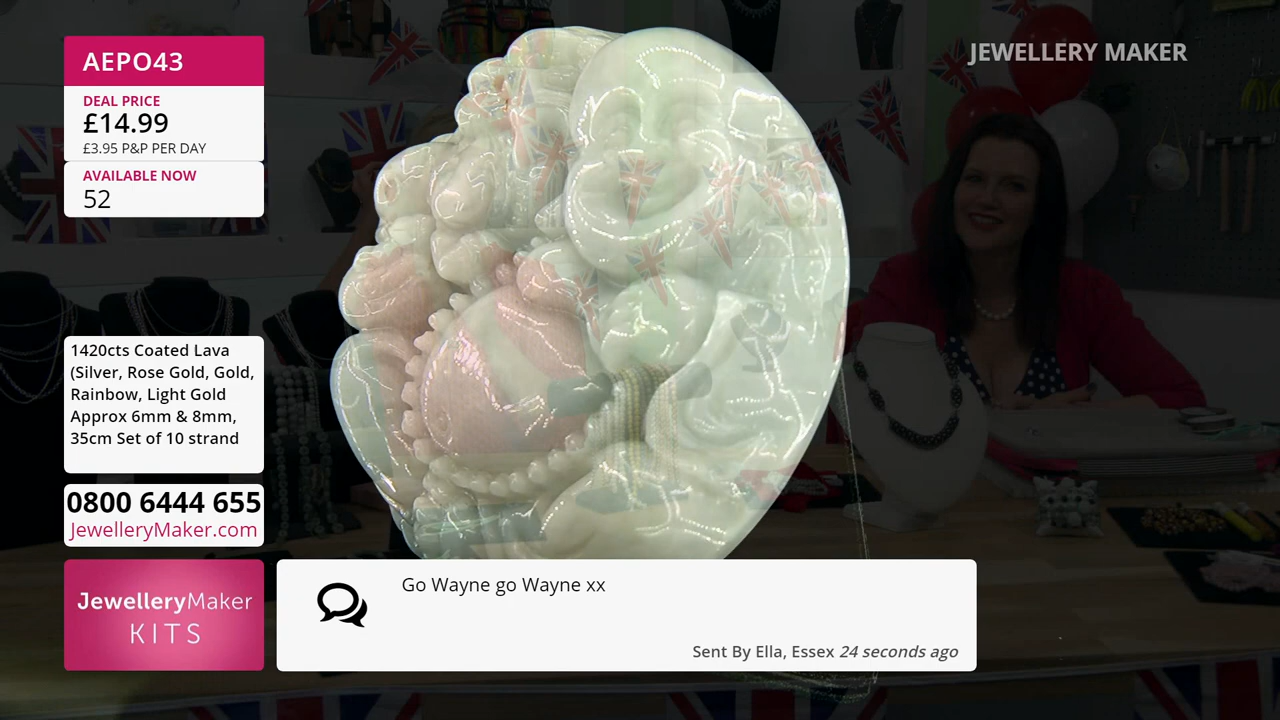 AEPO43
DEAL PRICE
£14.99
£3.95 P&P PER DAY
AVAILABLE NOW
52
1420cts Coated Lava
(Silver, Rose Gold, Gold,
Rainbow, Light Gold
Approx 6mm & 8mm,
35cm Set of 10 strand
0800 6444 655
JewelleryMaker.com
JewelleryMaker
KITS
Go Wayne go Wayne xx
Sent By Ella, Essex 24 seconds ago
JEWELLERY MAKER